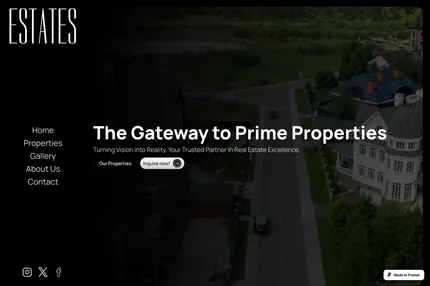 ESTATES
Home
Properties
Gallery
About Us
Contact
The Gateway to Prime Properties
Turning Vision into Reality. Your Trusted Partner in Real Estate Excellence.
Our Properties
Inquire now!
Made in Framer